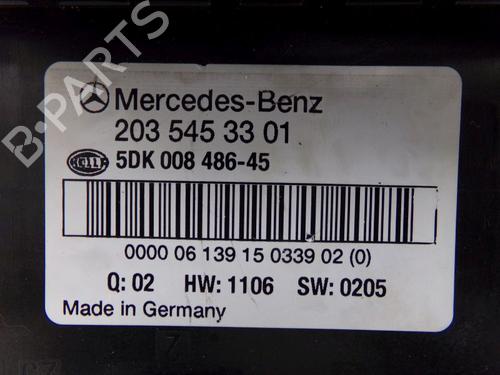 B-PARTS
Mercedes-Benz
203 545 33 01
HELLA 5DK 008 486-45
0000 06 139 15 0339 02 (0)
Q: 02 HW: 1106 SW: 0205
Made in Germany